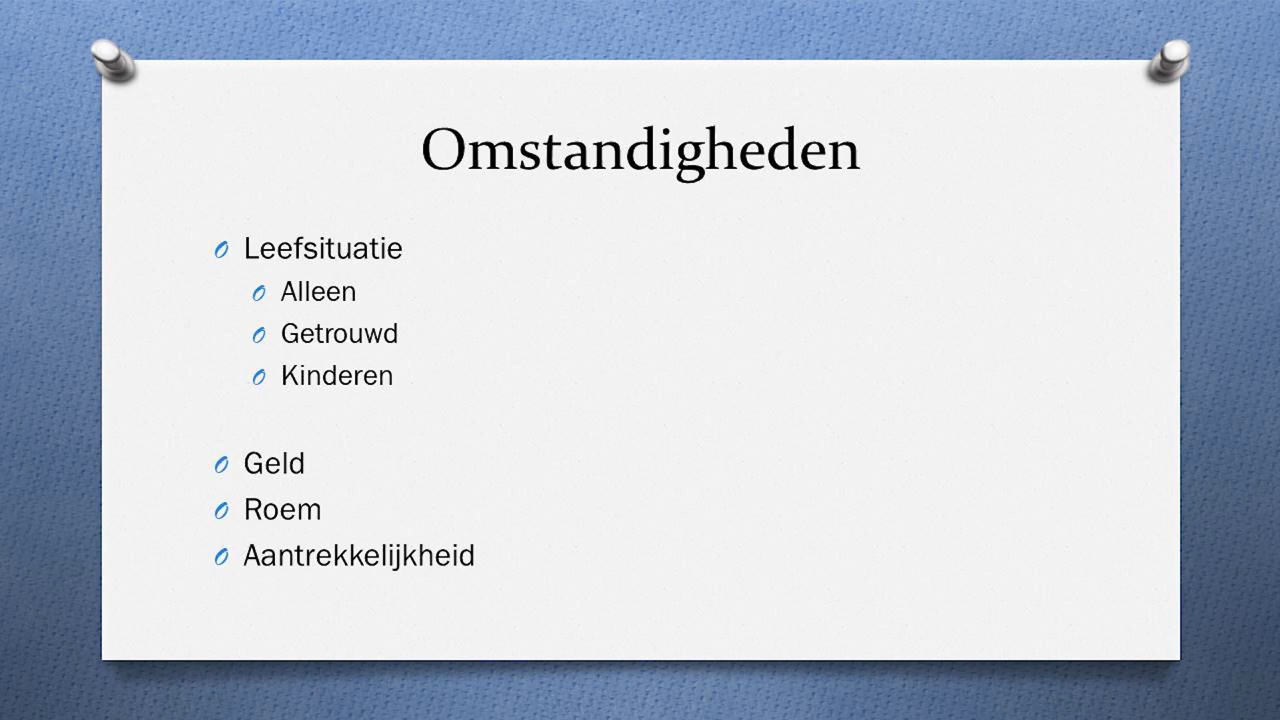 Omstandigheden
Leefsituatie
Alleen
Getrouwd
Kinderen
Geld
Roem
Aantrekkelijkheid